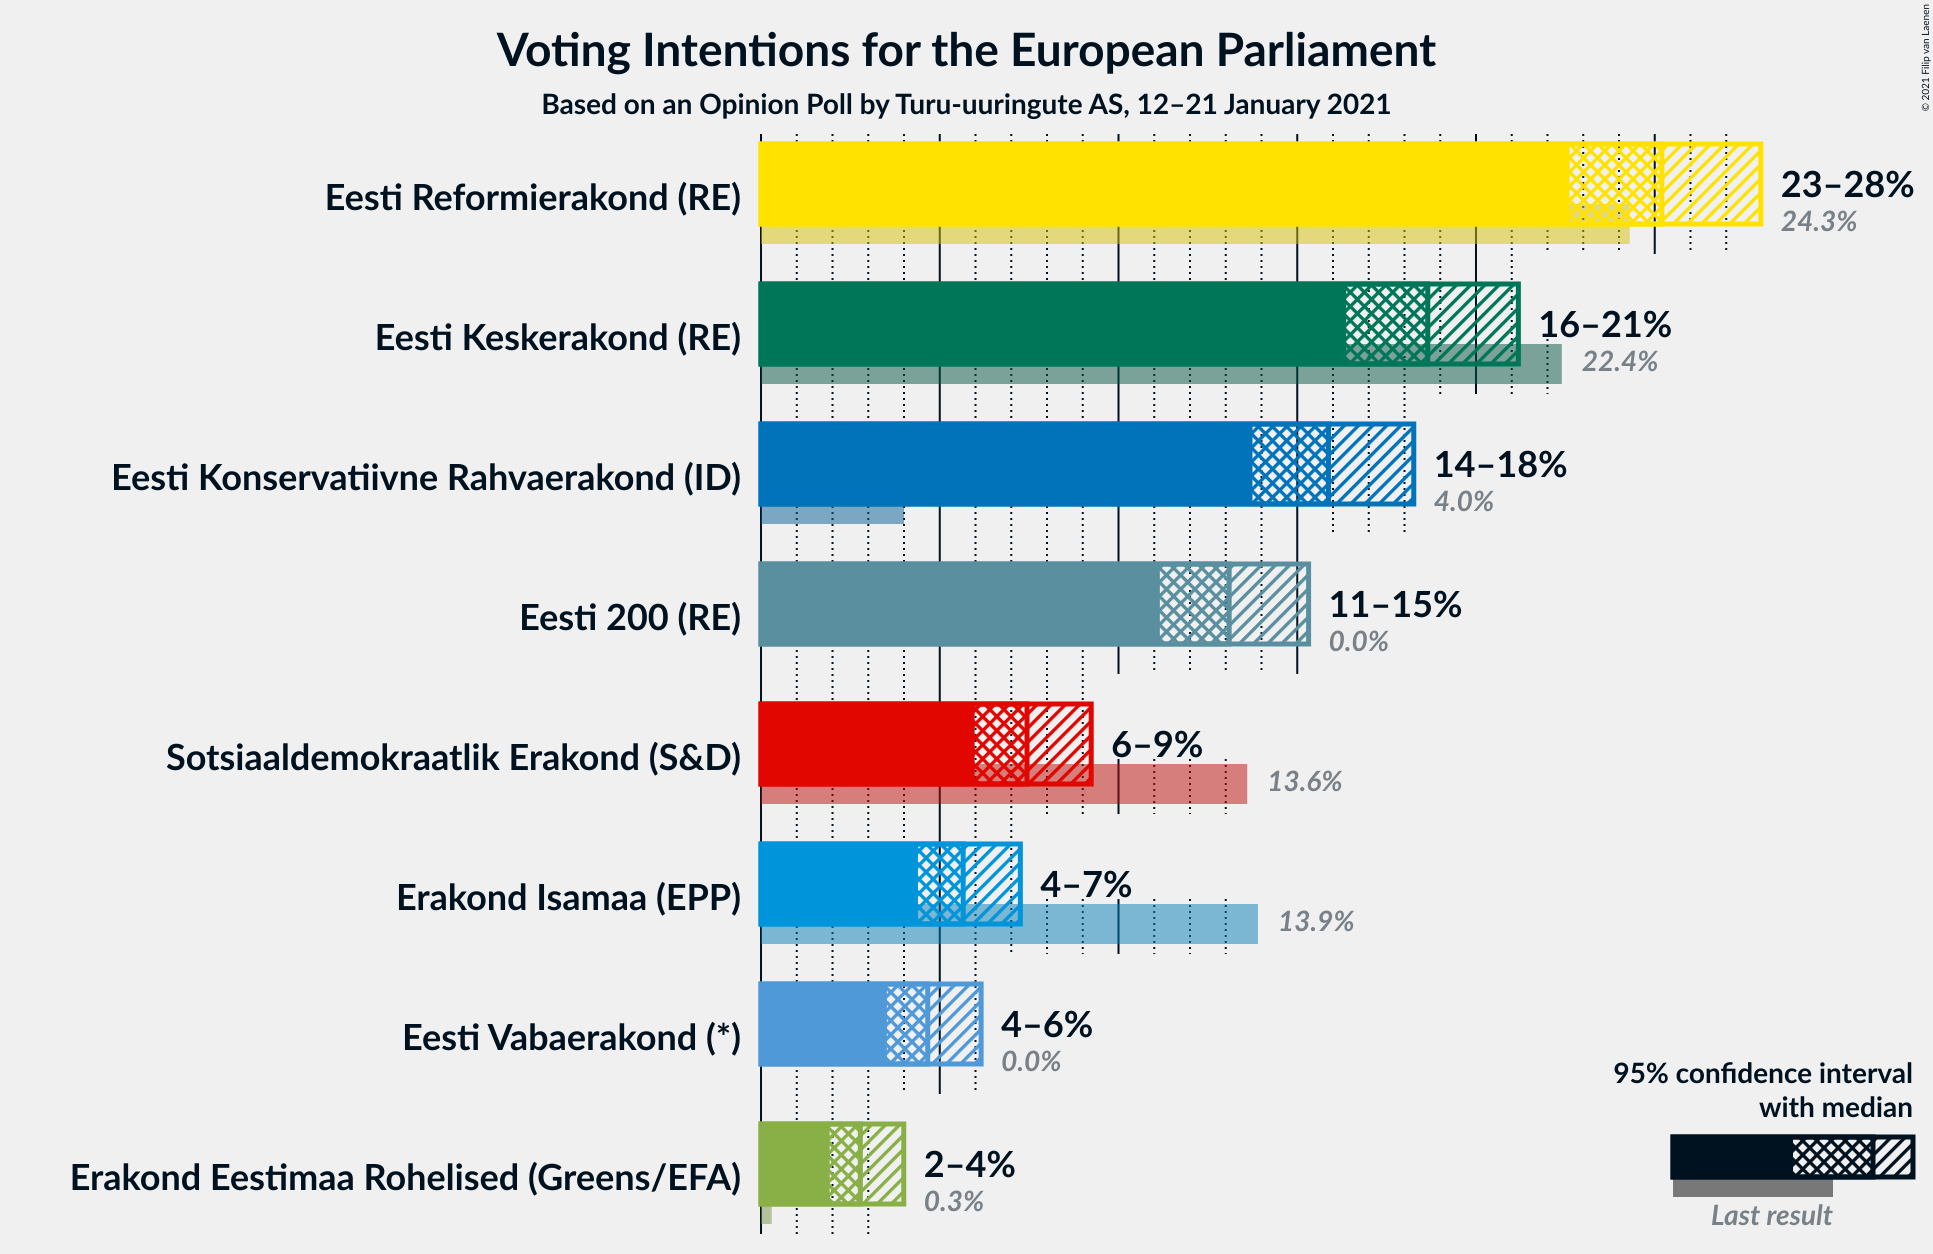 Voting Intentions for the European Parliament
Based on an Opinion Poll by Turu-uuringute AS, 12–21 January 2021
© 2021 Filip van Laenen
Eesti Reformierakond (RE)
23–28%
24.3%
Eesti Keskerakond (RE)
16–21%
22.4%
Eesti Konservatiivne Rahvaerakond (ID)
14–18%
4.0%
Eesti 200 (RE)
11–15%
0.0%
Sotsiaaldemokraatlik Erakond (S&D)
6–9%
13.6%
Erakond Isamaa (EPP)
4–7%
13.9%
Eesti Vabaerakond (*)
4–6%
0.0%
Erakond Eestimaa Rohelised (Greens/EFA)
2–4%
0.3%
95% confidence interval
with median
Last result